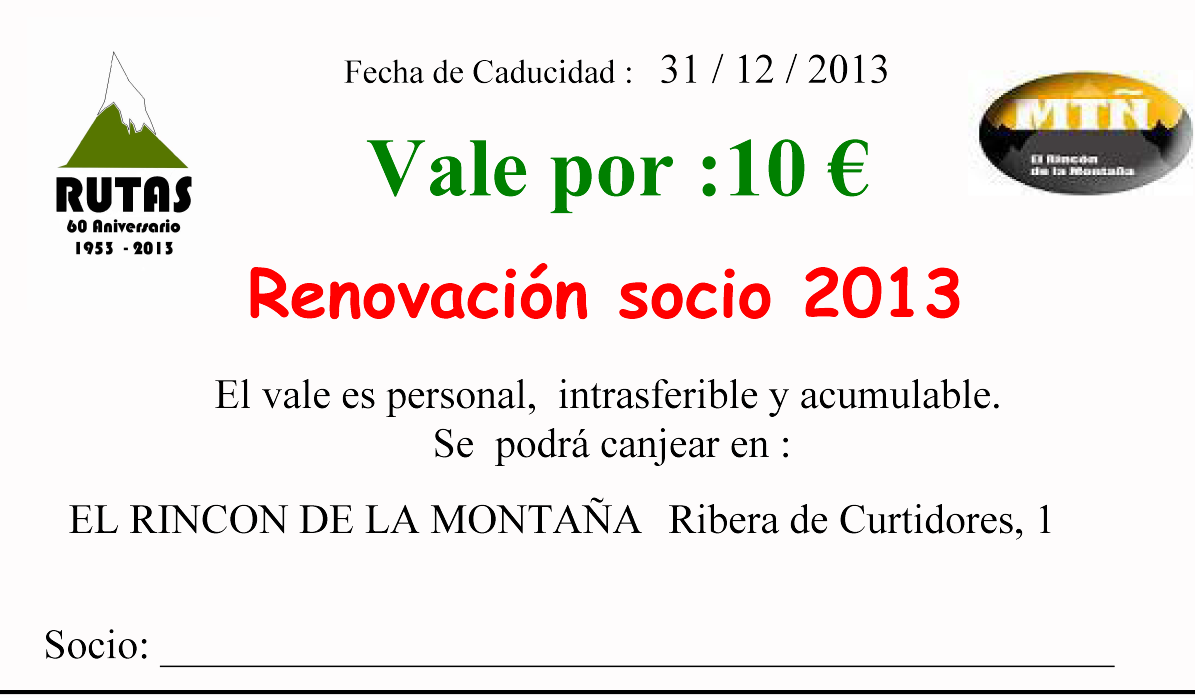 Fecha de Caducidad : 31 / 12 / 2013
MTÑ
El Rincón
de la Montaña
Vale por :10 €
RUTAS
60 Aniversario
1953 - 2013
Renovación socio 2013
El vale es personal, intrasferible y acumulable.
Se podrá canjear en :
EL RINCON DE LA MONTAÑA Ribera de Curtidores, 1
Socio: